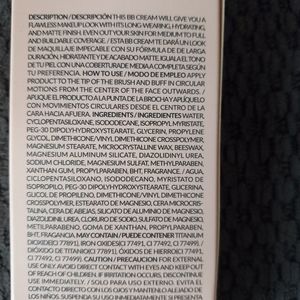 DESCRIPTION / DESCRIPCIÓN THIS BB CREAM WILL GIVE YOU A
FLAWLESS MAKEUP LOOK WITH ITS LONG WEARING, HYDRATING
AND MATTE FINISH. EVEN OUT YOUR SKIN FOR MEDIUM TO FULL
AND BUILDABLE COVERAGE. / ESTA BB CREAM TE DARÁ UN LOOK
DE MAQUILLAJE IMPECABLE CON SU FÓRMULA DE DE LARGA
DURACIÓN, HIDRATANTE Y DE ACABADO MATTE. IGUALA EL TONO
DE TU PIEL CON UNA COBERTURA DE MEDIA A COMPLETA SEGÚN
TU PREFERENCIA. HOW TO USE / MODO DE EMPLEO APPLY
PRODUCT TO THE TIP OF THE BRUSH AND BUFF IN CIRCULAR
MOTIONS FROM THE CENTER OF THE FACE OUTWARDS. /
APLIQUE EL PRODUCTO A LA PUNTA DE LA BROCHA Y APLÍQUELO
CON MOVIMIENTOS CIRCULARES DESDE EL CENTRO DE LA
CARA HACIA AFUERA. INGREDIENTS / INGREDIENTES WATER,
CYCLOPENTASILOXANE, ISODODECANE, ISOPROPYL MYRISTATE,
PEG-30 DIPOLYHYDROXYSTEARATE, GLYCERIN, PROPYLENE
GLYCOL, DIMETHICONE / VINYL DIMETHICONE CROSSPOLYMER,
MAGNESIUM STEARATE, MICROCRYSTALLINE WAX, BEESWAX,
MAGNESIUM ALUMINUM SILICATE, DIAZOLIDINYL UREA,
SODIUM CHLORIDE, MAGNESIUM SULFATE, METHYLPARABEN,
XANTHAN GUM, PROPYLPARABEN, BHT, FRAGRANCE. / AGUA,
CICLOPENTASILOXANO, ISODODECANO, MIRISTATO DE
ISOPROPILO, PEG-30 DIPOLYHYDROXYSTEARATE, GLICERINA,
GLICOL DE PROPILENO, DIMETHICONE / VINYL DIMETHICONE
CROSSPOLYMER, ESTEARATO DE MAGNESIO, CERA MICROCRIS-
TALINA, CERA DE ABEJAS, SILICATO DE ALUMINIO DE MAGNESIO,
DIAZOLIDINIL UREA, CLORURO DE SODIO, SULFATO DE MAGNESIO,
METILPARABENO, GOMA DE XANTHAN, PROPYL PARABENO,
BHT, FRAGANCIA. MAY CONTAIN / PUEDE CONTENER TITANIUM
DIOXIDE (CI 77891), IRON OXIDES (CI 77491, CI 77492, CI 77499). /
DIÓXIDO DE TITANIO (CI 77891), ÓXIDOS DE HIERRO (CI 77491,
CI 77492, CI 77499). CAUTION / PRECAUCIÓN FOR EXTERNAL
USE ONLY. AVOID DIRECT CONTACT WITH EYES AND KEEP OUT
OF REACH FROM CHILDREN. IF IRRITATION OCCURS, DISCONTINUE
USE IMMEDIATELY. / SOLO PARA USO EXTERNO. EVITA EL
CONTACTO DIRECTO CON LOS OJOS Y MANTENER ALEJADO DE
LOS NIÑOS. SUSPENDA SU USO INMEDIATAMENTE SI PRESENTA